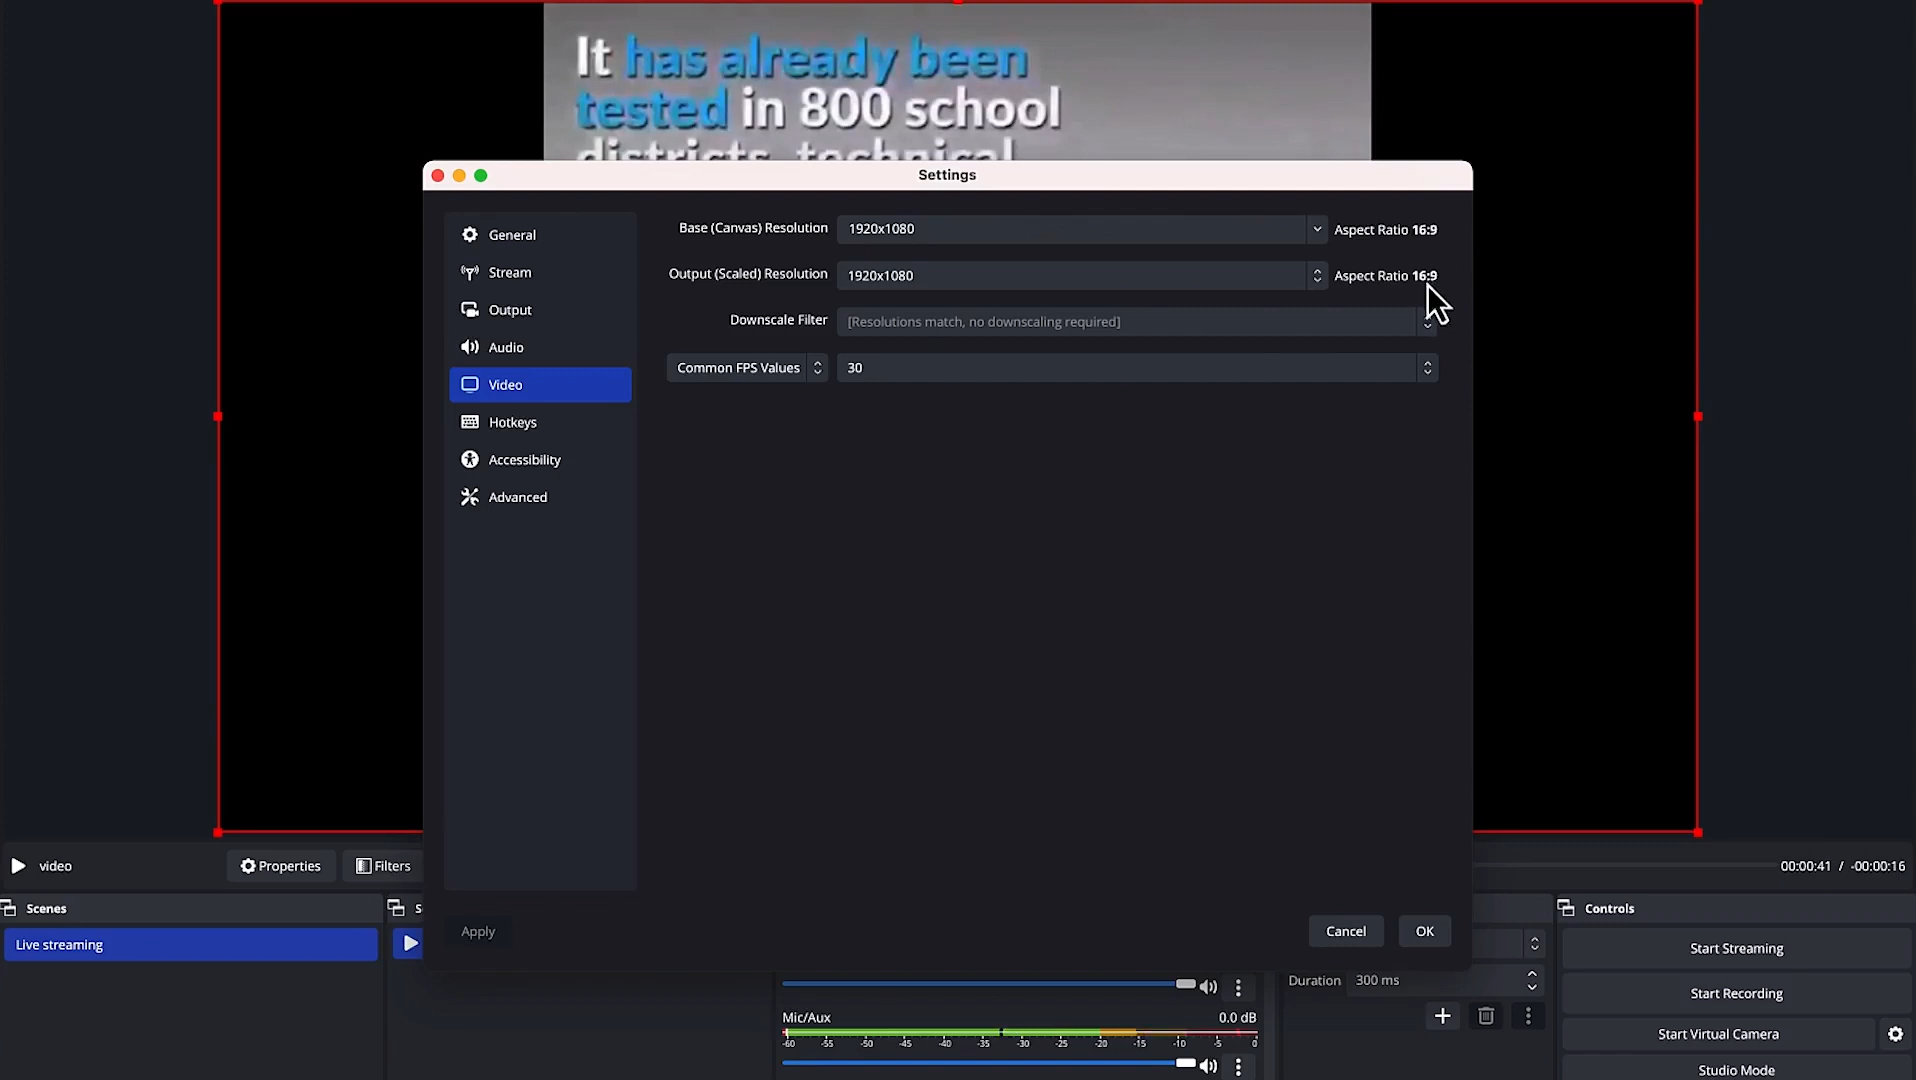 It has already been
tested in 800 school
districts, technical
Settings
General
Stream
Output
Audio
Video
Hotkeys
Accessibility
Advanced
Base (Canvas) Resolution 1920x1080 Aspect Ratio 16:9
Output (Scaled) Resolution 1920x1080 Aspect Ratio 16:9
Downscale Filter [Resolutions match, no downscaling required]
Common FPS Values 30
Apply Cancel OK
video Properties Filters 00:00:41 / -00:00:16
Scenes
Live streaming
Mic/Aux 0.0 dB
-60 -55 -50 -45 -40 -35 -30 -25 -20 -15 -10 -5 0
Duration 300 ms
Controls
Start Streaming
Start Recording
Start Virtual Camera
Studio Mode